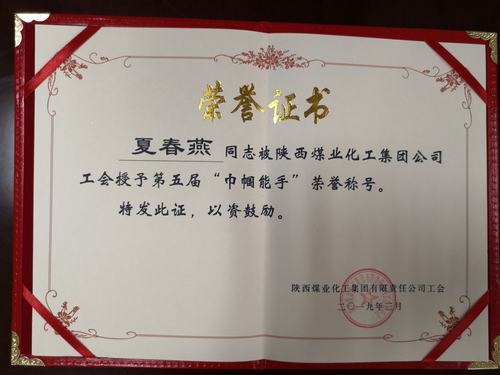 荣誉证书
夏春燕同志被陕西煤业化工集团公司
工会授予第五届“巾帼能手”荣誉称号。
特发此证，以资鼓励。
陕西煤业化工集团有限责任公司工会
二〇一九年三月